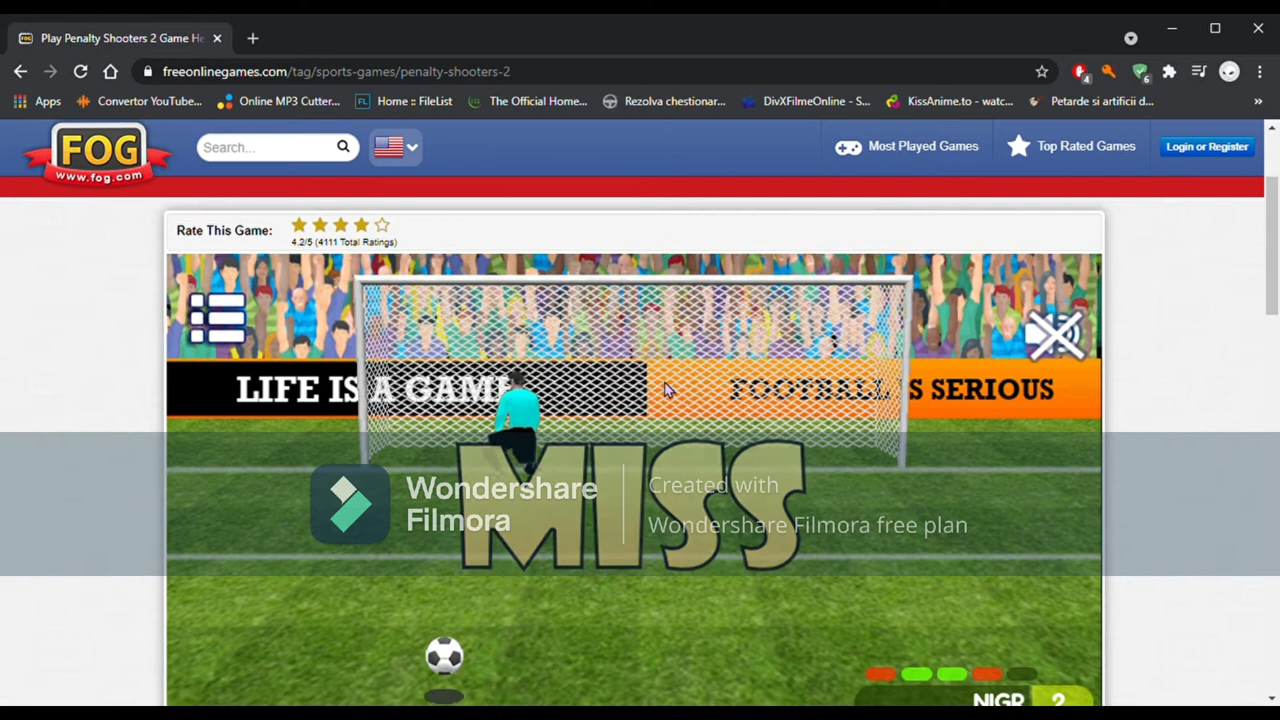 Play Penalty Shooters 2 Game He
freeonlinegames.com/tag/sports-games/penalty-shooters-2
4
6
Apps
Convertor YouTube...
Online MP3 Cutter...
FL
Home :: FileList
The Official Home...
Rezolva chestionar...
DivXFilmeOnline - S...
KissAnime.to - watc...
Petarde si artificii d...
»
FOG
www.fog.com
Search...
Most Played Games
Top Rated Games
Login or Register
Rate This Game:
4.2/5 (4111 Total Ratings)
LIFE IS A GAME
FOOTBALL IS SERIOUS
MISS
Wondershare
Filmora
Created with
Wondershare Filmora free plan
NIGR 2